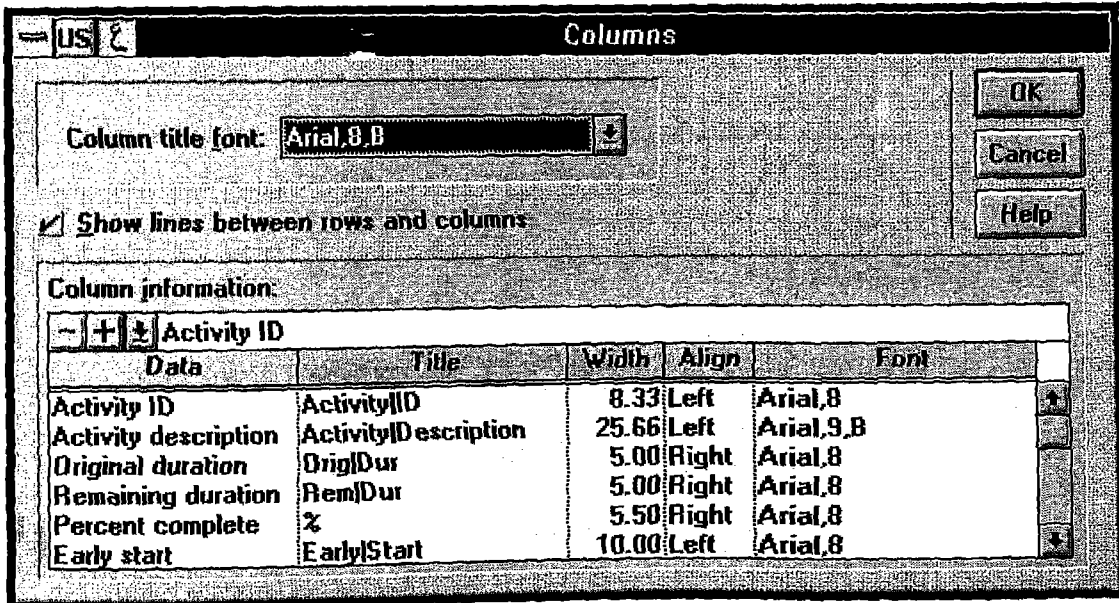 US ع Columns
OK
Column title font: Arial,8,B
Cancel
Show lines between rows and columns
Help
Column information:
- + Activity ID
Data Title Width Align Font
Activity ID Activity|ID 8.33 Left Arial,8
Activity description Activity|Description 25.66 Left Arial,9,B
Original duration Orig|Dur 5.00 Right Arial,8
Remaining duration Rem|Dur 5.00 Right Arial,8
Percent complete % 5.50 Right Arial,8
Early start Early|Start 10.00 Left Arial,8